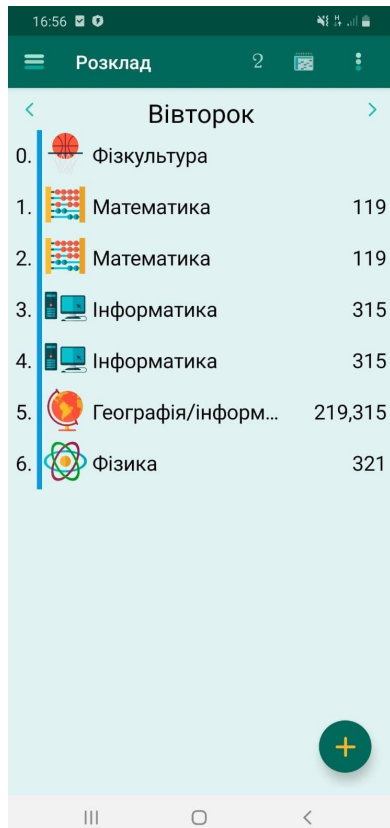 16:56
Розклад 2
Вівторок
0. Фізкультура
1. Математика 119
2. Математика 119
3. Інформатика 315
4. Інформатика 315
5. Географія/інформ... 219,315
6. Фізика 321